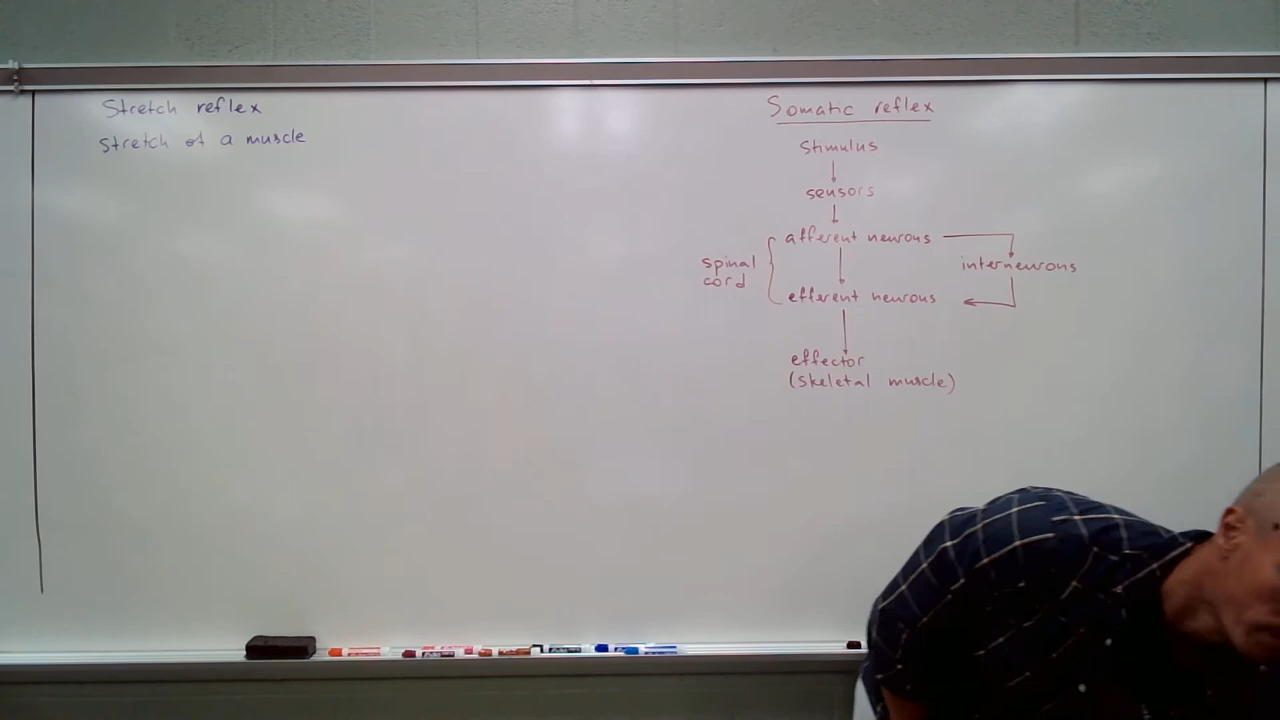 Stretch reflex
stretch of a muscle
Somatic reflex
Stimulus
sensors
afferent neurons
interneurons
spinal
cord
efferent neurons
effector
(skeletal muscle)